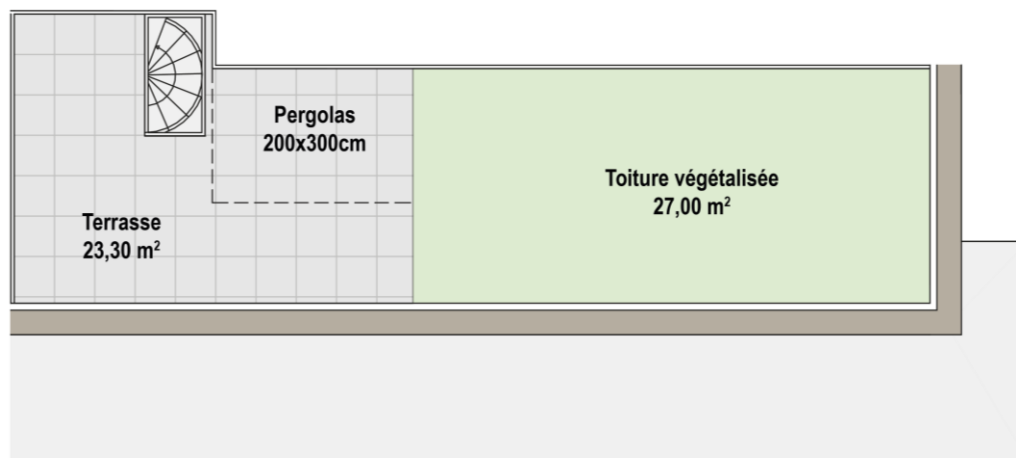 Pergolas
200x300cm
Toiture végétalisée
27,00 m²
Terrasse
23,30 m²